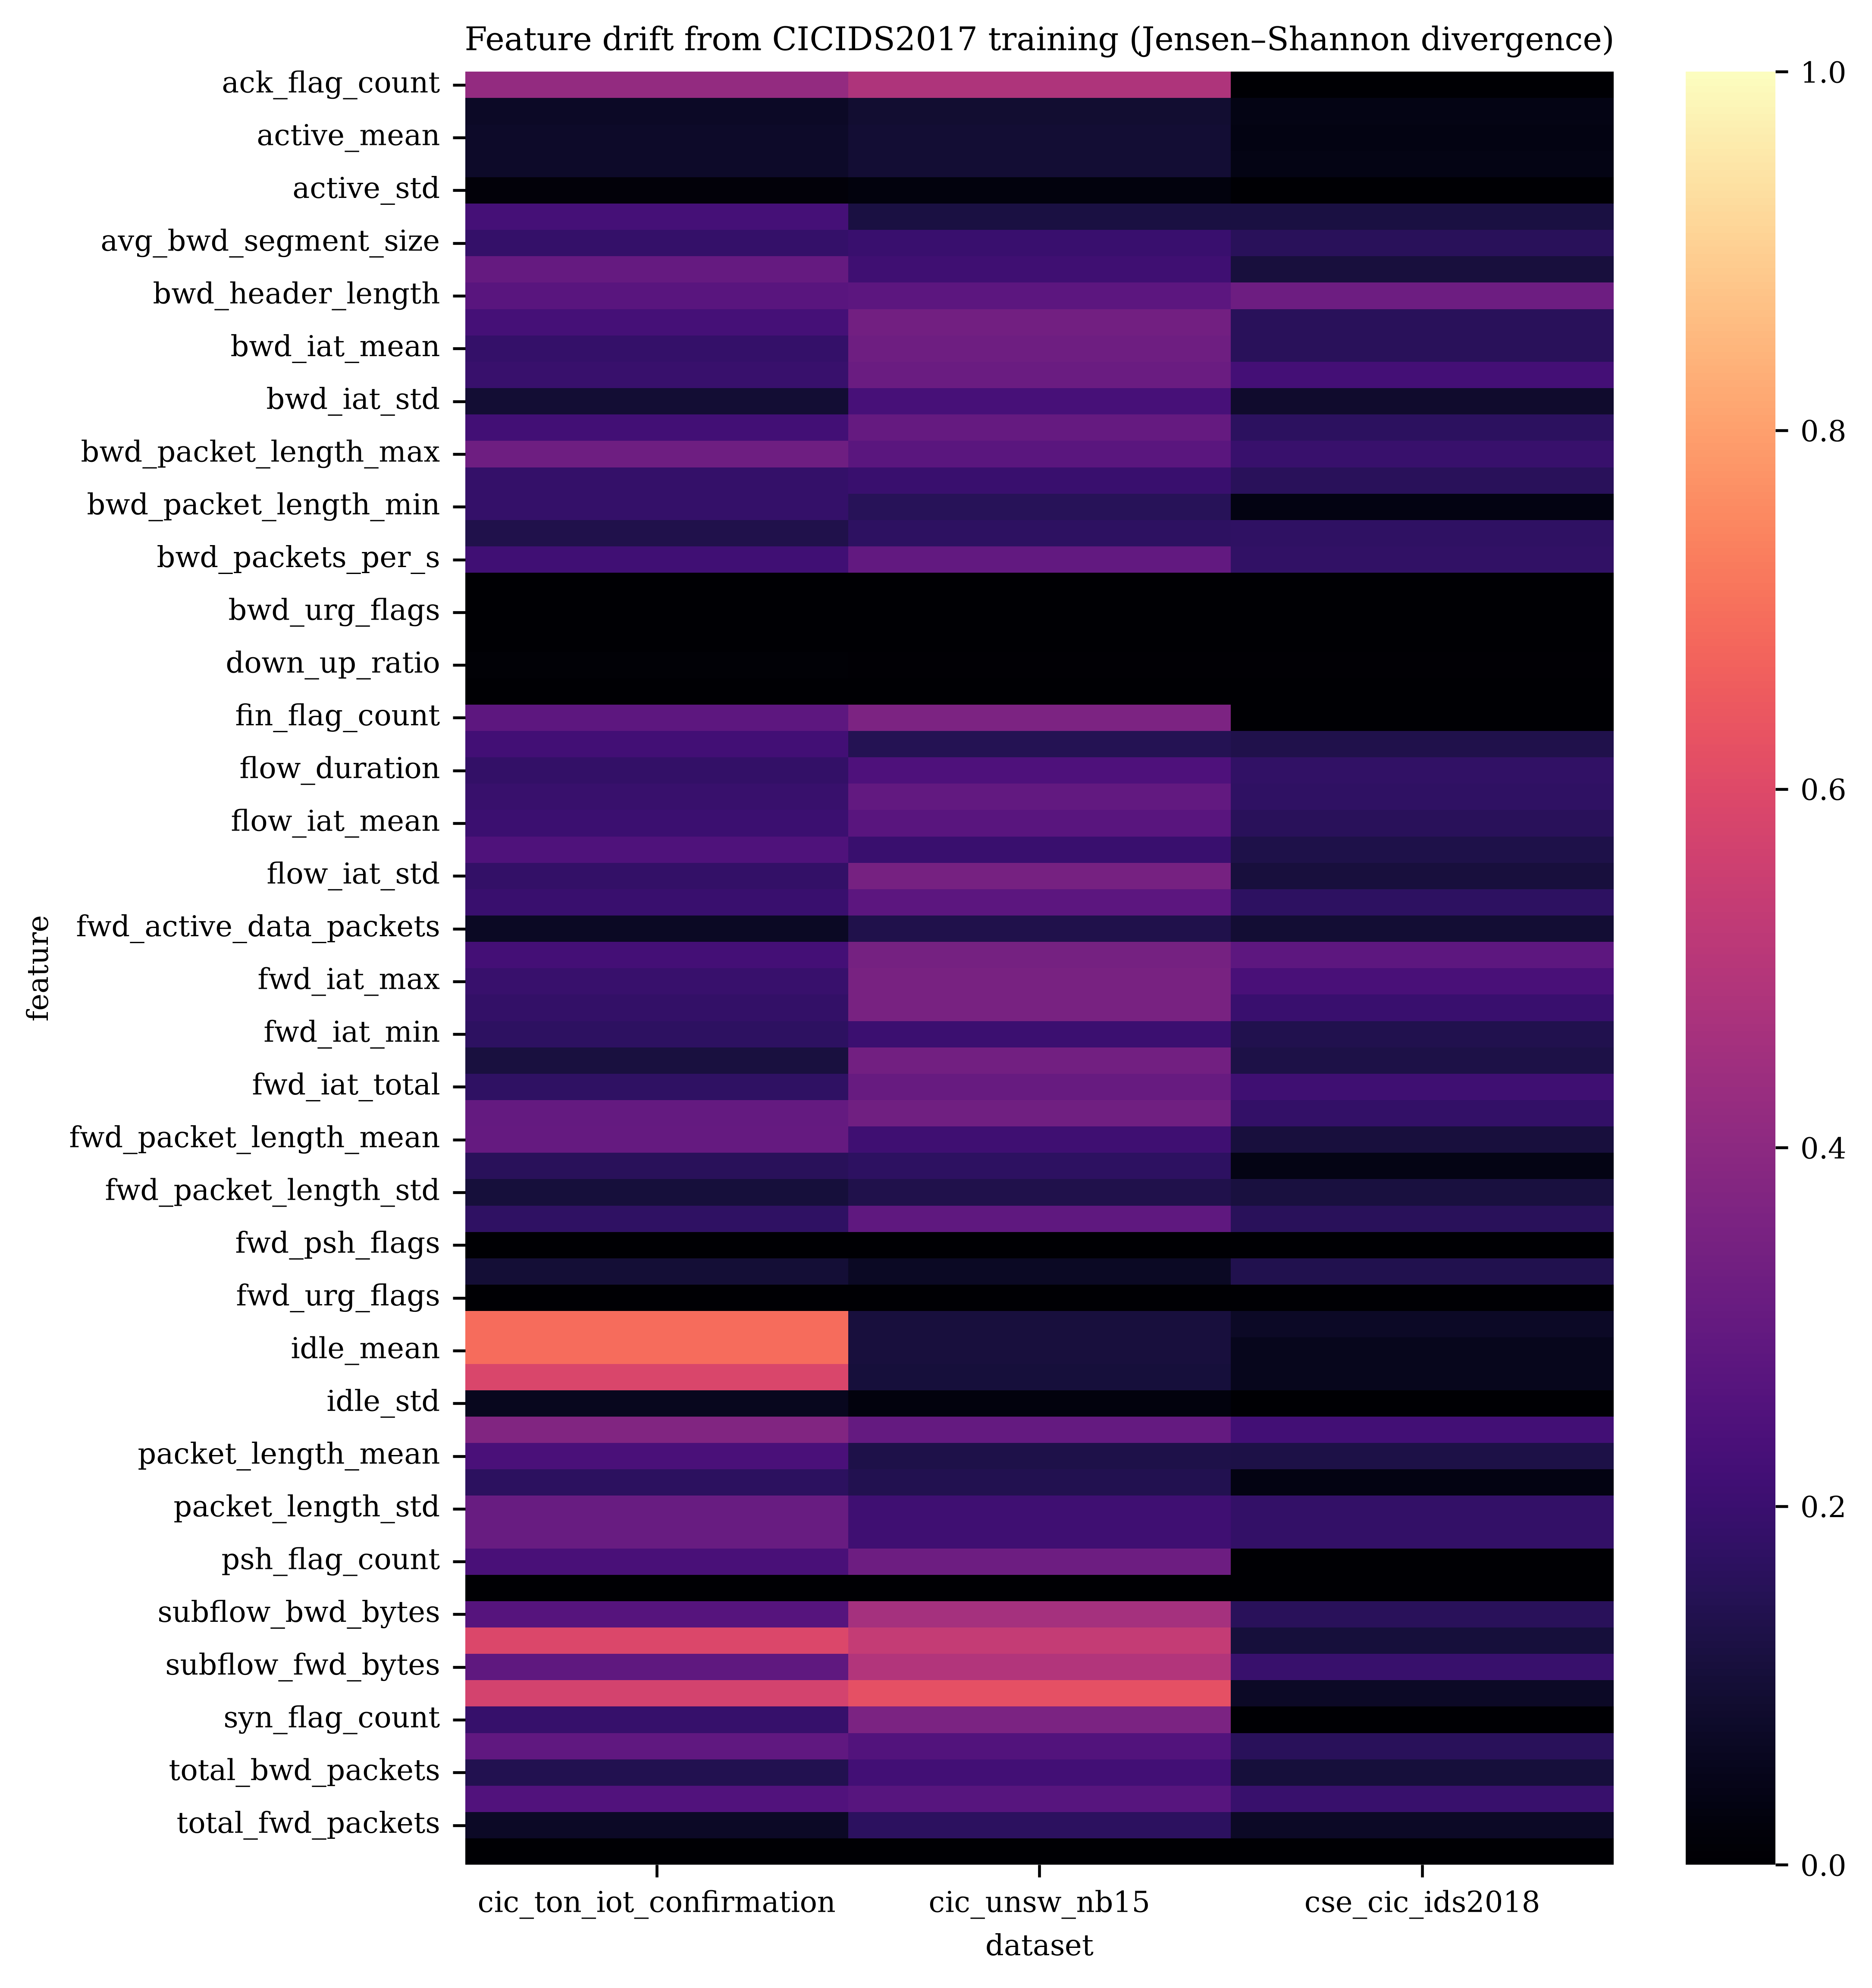 Feature drift from CICIDS2017 training (Jensen–Shannon divergence)
ack_flag_count
active_mean
active_std
avg_bwd_segment_size
bwd_header_length
bwd_iat_mean
bwd_iat_std
bwd_packet_length_max
bwd_packet_length_min
bwd_packets_per_s
bwd_urg_flags
down_up_ratio
fin_flag_count
flow_duration
flow_iat_mean
flow_iat_std
fwd_active_data_packets
fwd_iat_max
fwd_iat_min
fwd_iat_total
fwd_packet_length_mean
fwd_packet_length_std
fwd_psh_flags
fwd_urg_flags
idle_mean
idle_std
packet_length_mean
packet_length_std
psh_flag_count
subflow_bwd_bytes
subflow_fwd_bytes
syn_flag_count
total_bwd_packets
total_fwd_packets
feature
cic_ton_iot_confirmation cic_unsw_nb15 cse_cic_ids2018
dataset
1.0
0.8
0.6
0.4
0.2
0.0